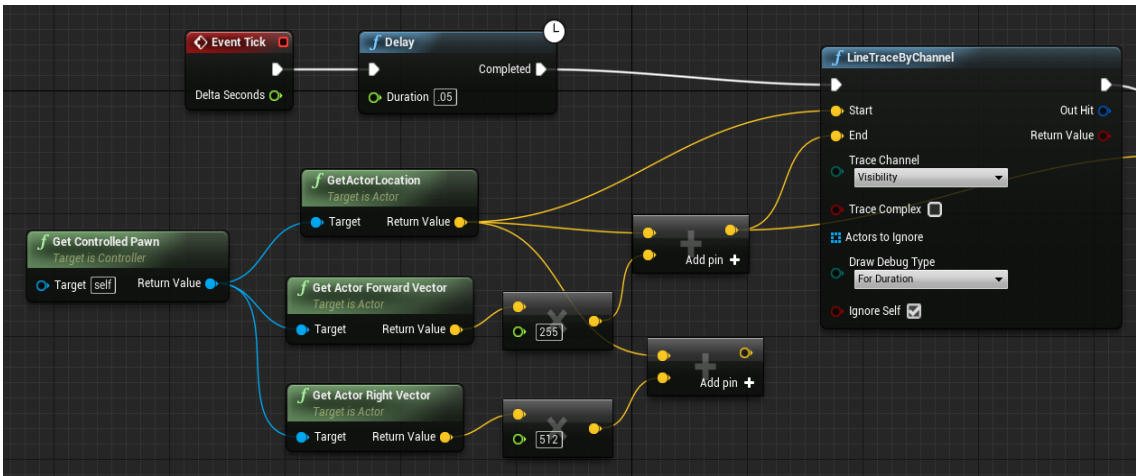 Event Tick
Delta Seconds
f Delay
Completed
Duration .05
f LineTraceByChannel
Start
Out Hit
End
Return Value
Trace Channel
Visibility
Trace Complex
Actors to Ignore
Draw Debug Type
For Duration
Ignore Self
f GetActorLocation
Target is Actor
Target Return Value
Add pin +
f Get Controlled Pawn
Target is Controller
Target self Return Value
f Get Actor Forward Vector
Target is Actor
Target Return Value
255
Add pin +
f Get Actor Right Vector
Target is Actor
Target Return Value
512